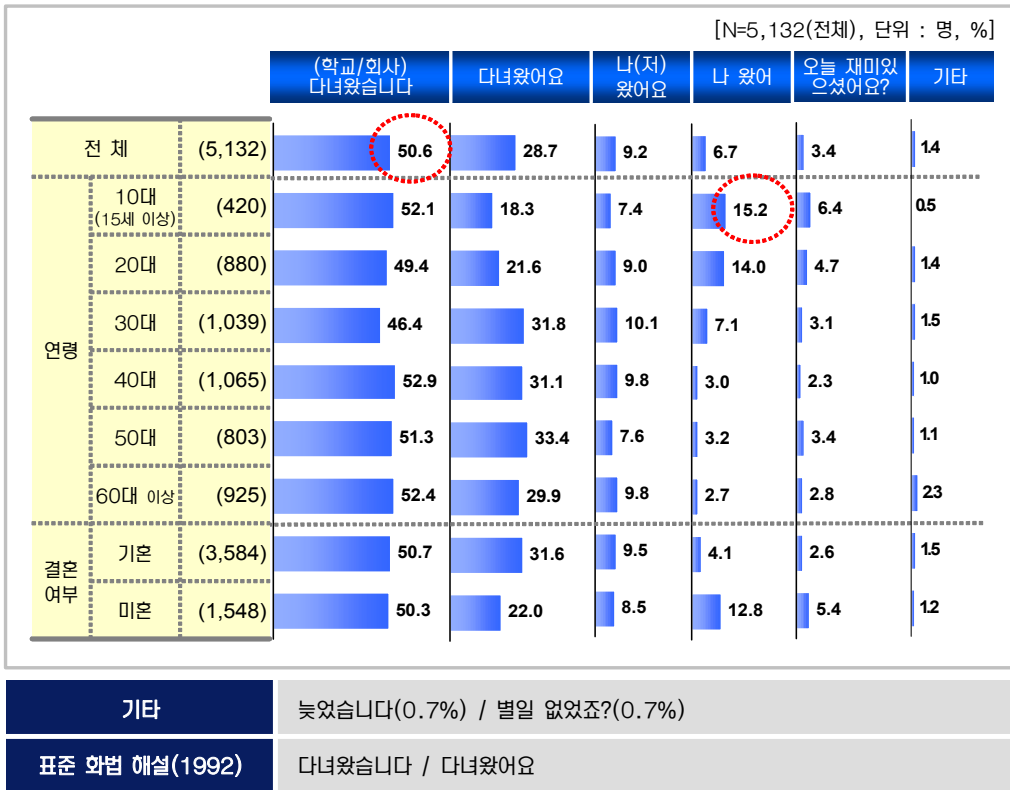 [N=5,132(전체), 단위 : 명, %]
(학교/회사) 다녀왔습니다 다녀왔어요 나(저) 왔어요 나 왔어 오늘 재미있으셨어요? 기타
전 체 (5,132) 50.6 28.7 9.2 6.7 3.4 1.4
연령
10대 (15세 이상) (420) 52.1 18.3 7.4 15.2 6.4 0.5
20대 (880) 49.4 21.6 9.0 14.0 4.7 1.4
30대 (1,039) 46.4 31.8 10.1 7.1 3.1 1.5
40대 (1,065) 52.9 31.1 9.8 3.0 2.3 1.0
50대 (803) 51.3 33.4 7.6 3.2 3.4 1.1
60대 이상 (925) 52.4 29.9 9.8 2.7 2.8 2.3
결혼 여부
기혼 (3,584) 50.7 31.6 9.5 4.1 2.6 1.5
미혼 (1,548) 50.3 22.0 8.5 12.8 5.4 1.2
기타 늦었습니다(0.7%) / 별일 없었죠?(0.7%)
표준 화법 해설(1992) 다녀왔습니다 / 다녀왔어요